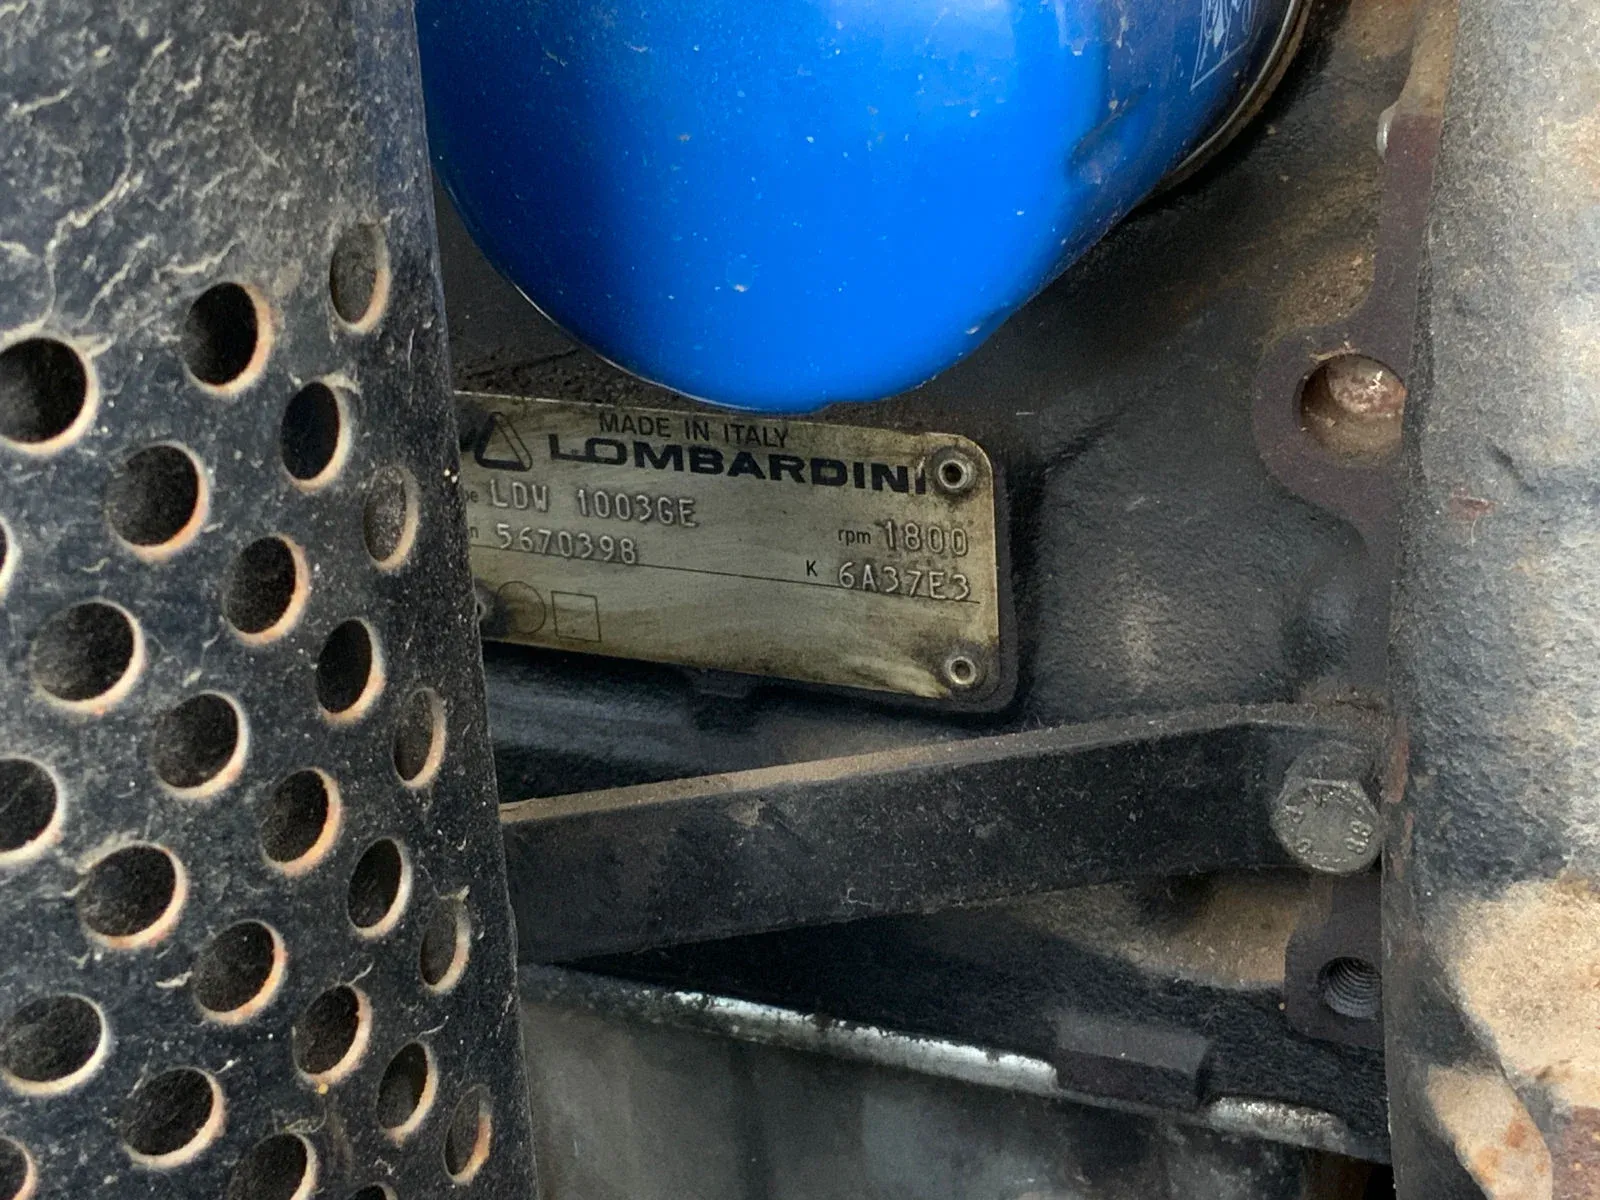 MADE IN ITALY
LOMBARDINI
LDW 1003GE
rpm 1800
5670398
K 6A37E3